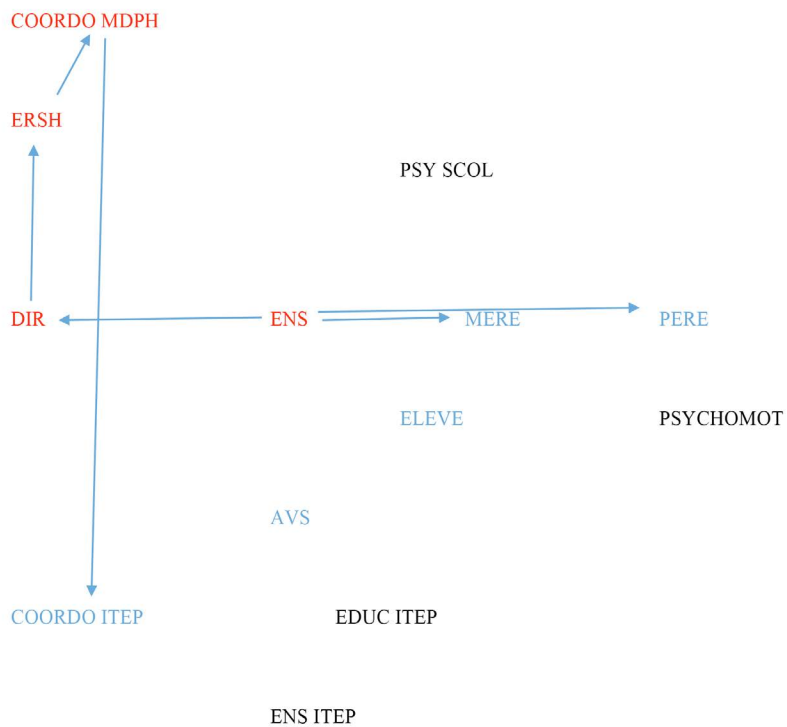 COORDO MDPH
ERSH
PSY SCOL
DIR ENS MERE PERE
ELEVE PSYCHOMOT
AVS
COORDO ITEP EDUC ITEP
ENS ITEP